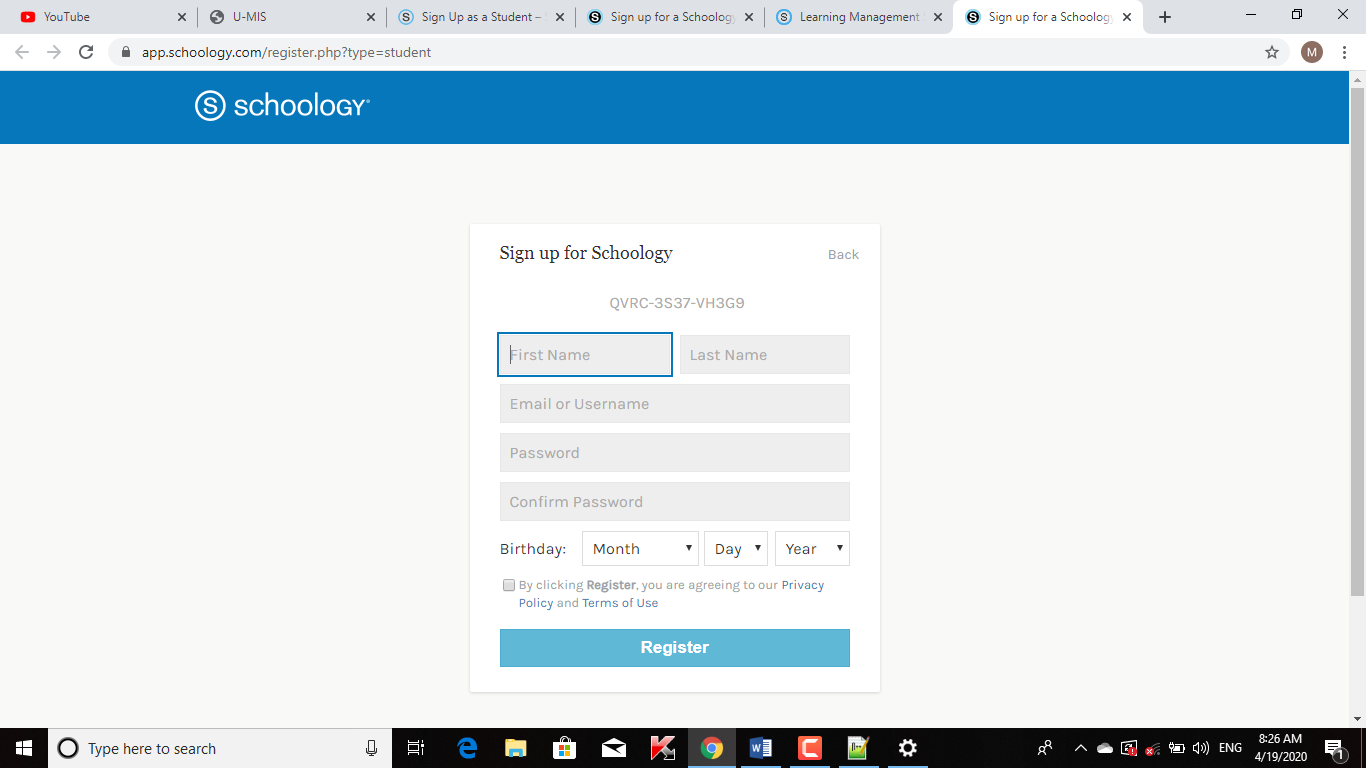 YouTube
U-MIS
Sign Up as a Student –
Sign up for a Schoology
Learning Management
Sign up for a Schoology
app.schoology.com/register.php?type=student
M
S schoology
Sign up for Schoology
Back
QVRC-3S37-VH3G9
First Name
Last Name
Email or Username
Password
Confirm Password
Birthday:
Month
Day
Year
By clicking Register, you are agreeing to our Privacy
Policy and Terms of Use
Register
Type here to search
ENG
8:26 AM
4/19/2020
1